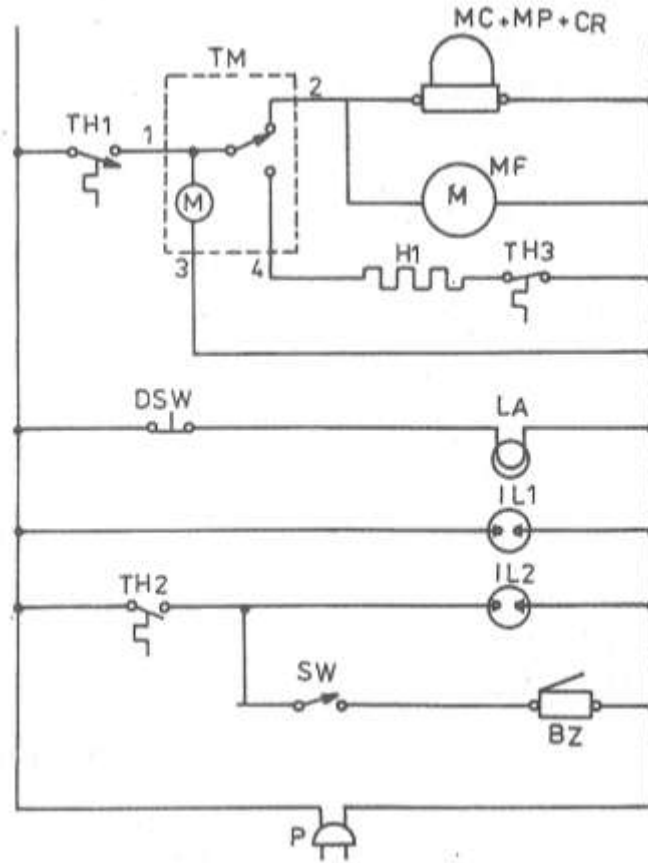 MC+MP+CR
TM
2
TH1
1
MF
M
M
H1
TH3
3
4
DSW
LA
IL1
IL2
TH2
SW
BZ
P